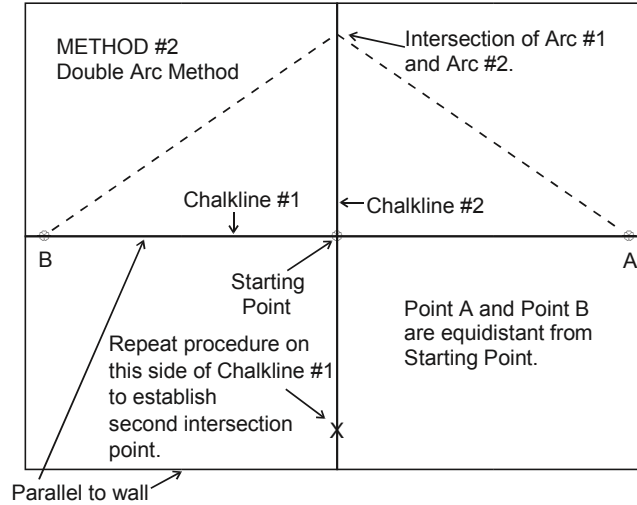 METHOD #2
Double Arc Method
Intersection of Arc #1
and Arc #2.
Chalkline #1
Chalkline #2
B
A
Starting
Point
Point A and Point B
are equidistant from
Starting Point.
Repeat procedure on
this side of Chalkline #1
to establish
second intersection
point.
X
Parallel to wall